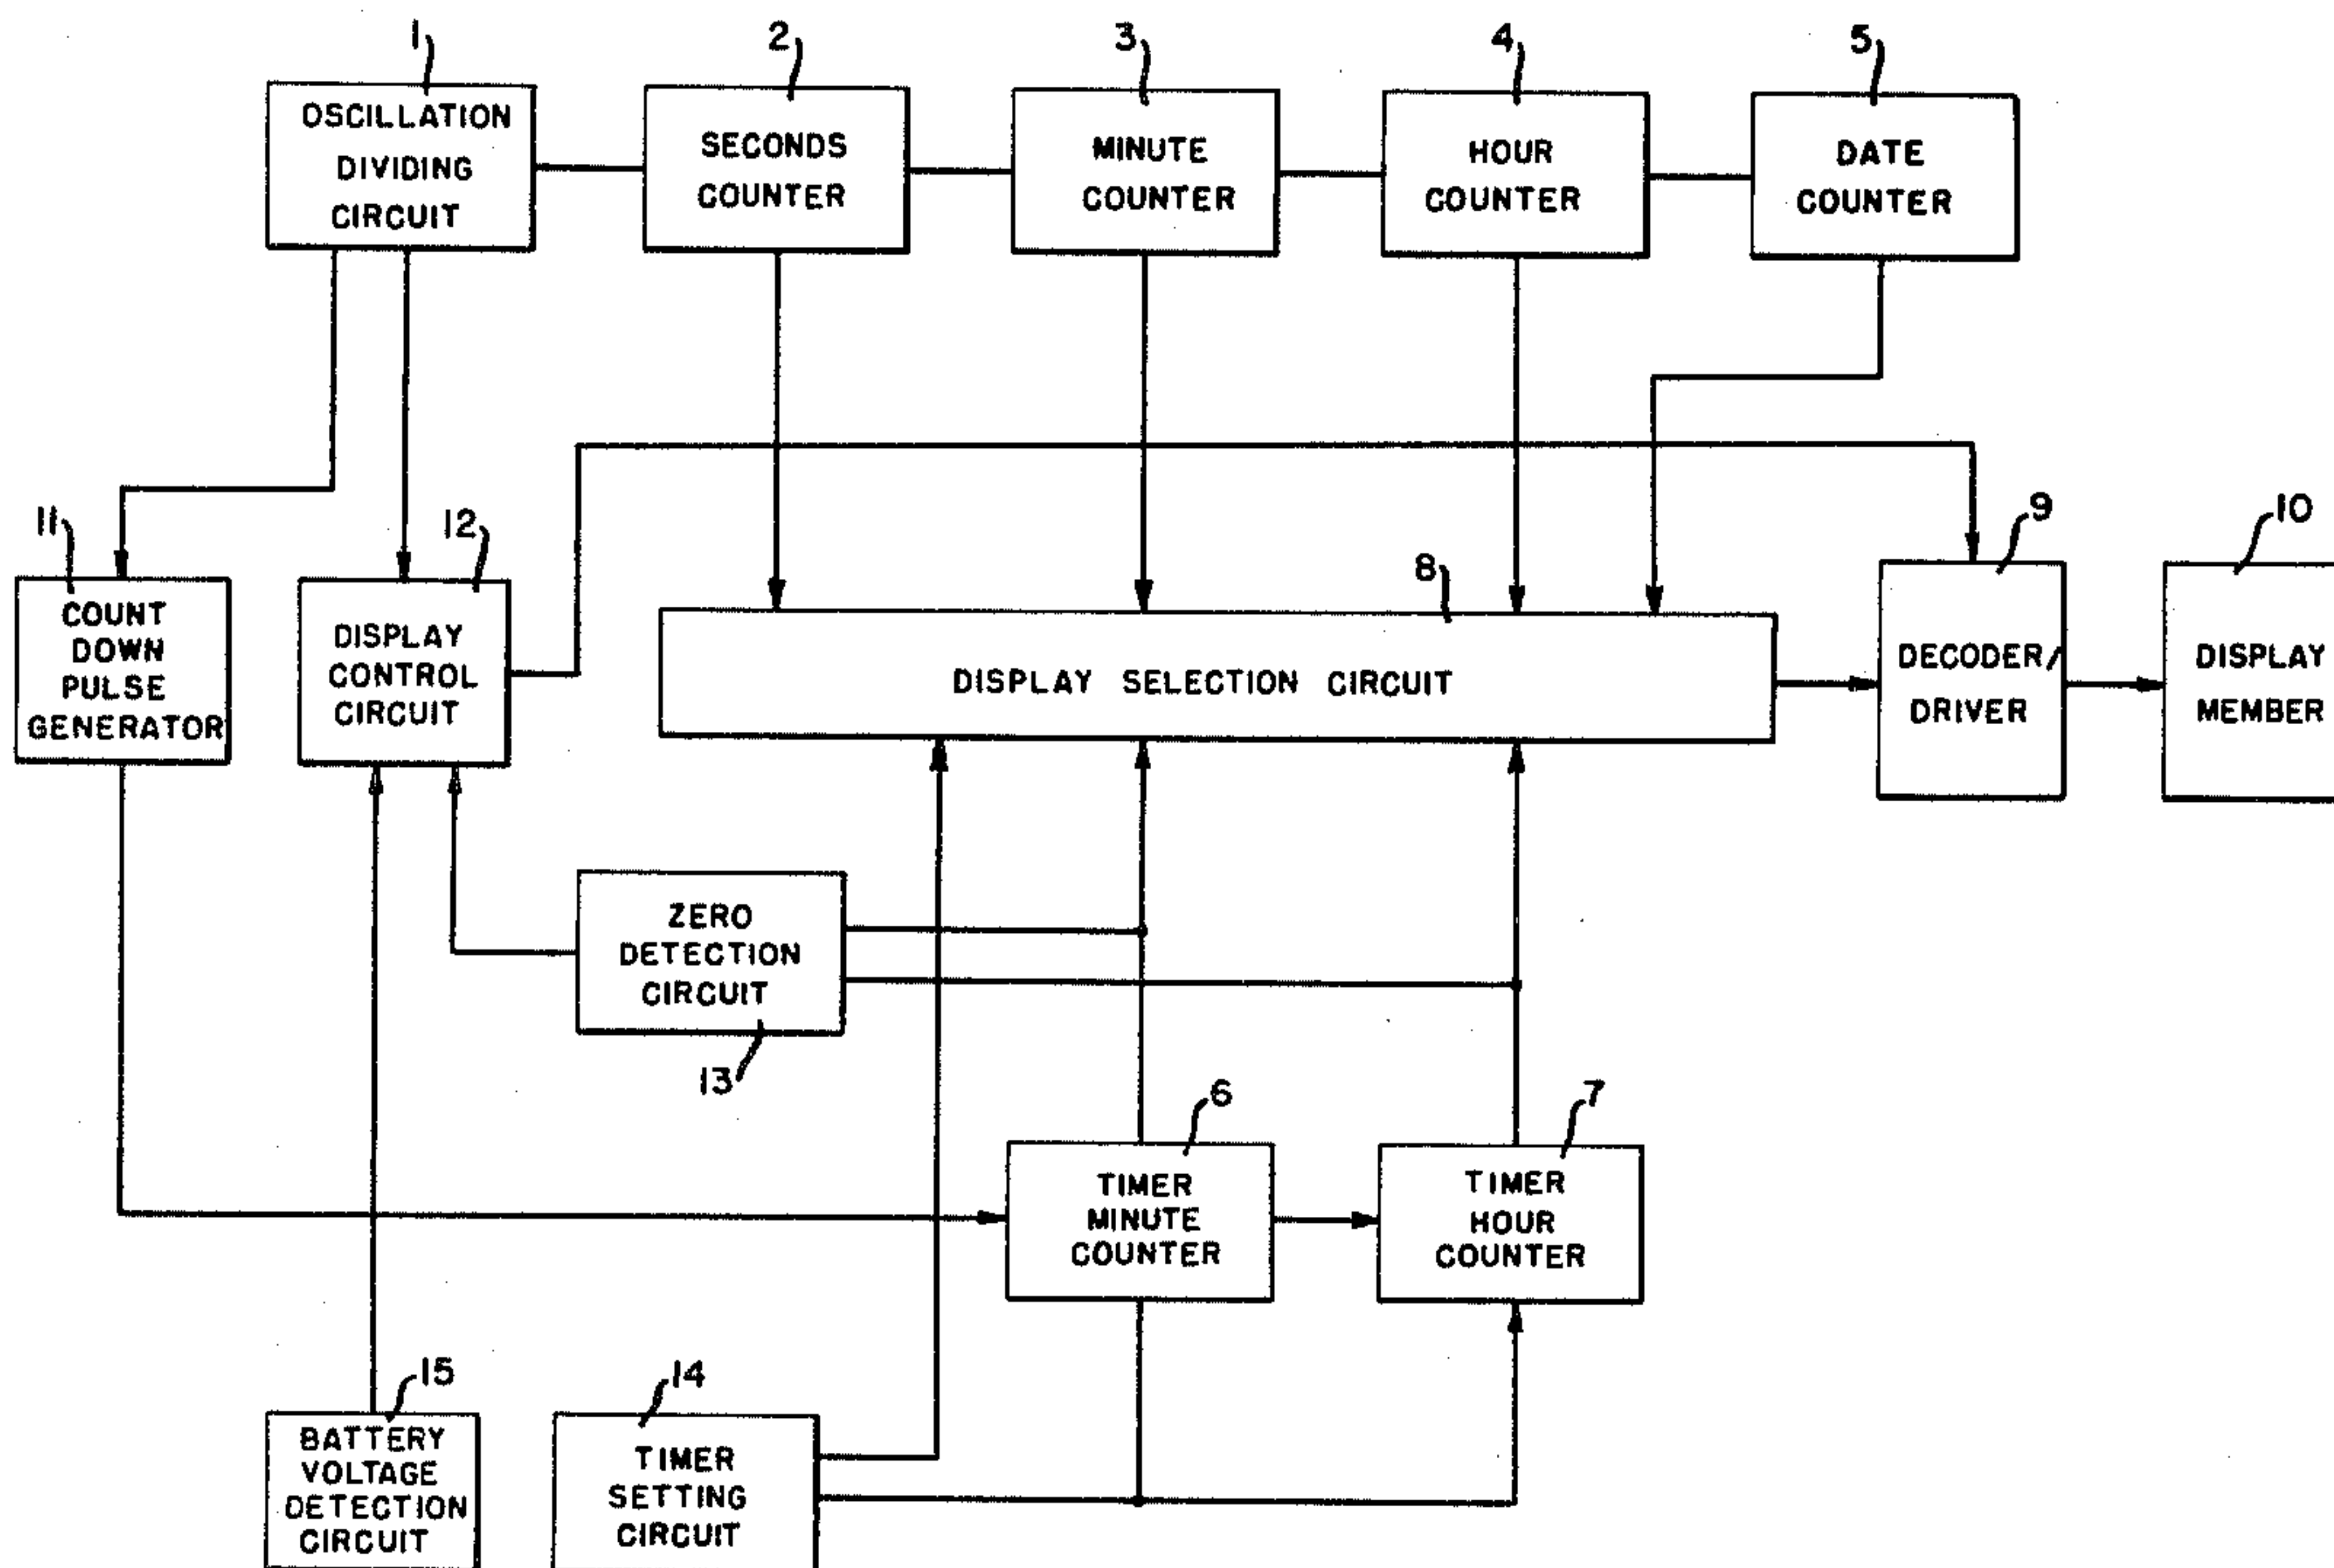 1
2
3
4
5
OSCILLATION
DIVIDING
CIRCUIT
SECONDS
COUNTER
MINUTE
COUNTER
HOUR
COUNTER
DATE
COUNTER
11
12
8
9
10
COUNT
DOWN
PULSE
GENERATOR
DISPLAY
CONTROL
CIRCUIT
DISPLAY SELECTION CIRCUIT
DECODER/
DRIVER
DISPLAY
MEMBER
ZERO
DETECTION
CIRCUIT
13
6
7
TIMER
MINUTE
COUNTER
TIMER
HOUR
COUNTER
15
14
BATTERY
VOLTAGE
DETECTION
CIRCUIT
TIMER
SETTING
CIRCUIT